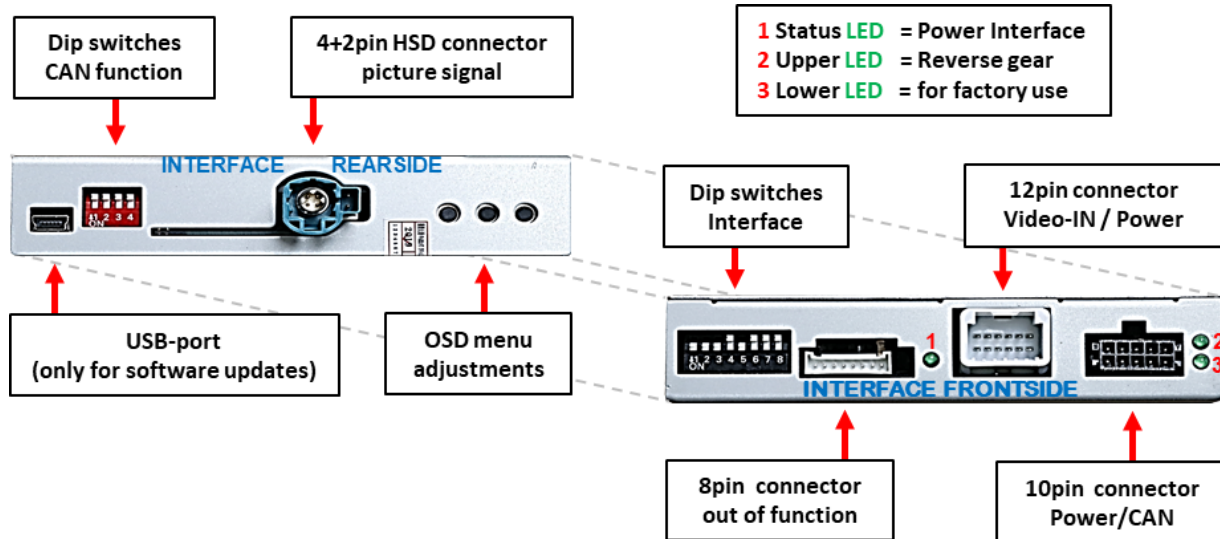 Dip switches
CAN function
4+2pin HSD connector
picture signal
1 Status LED = Power Interface
2 Upper LED = Reverse gear
3 Lower LED = for factory use
INTERFACE REARSIDE
1 2 3 4
ON
USB-port
(only for software updates)
OSD menu
adjustments
Dip switches
Interface
12pin connector
Video-IN / Power
1 2 3 4 5 6 7 8
ON
1
2
3
INTERFACE FRONTSIDE
8pin connector
out of function
10pin connector
Power/CAN